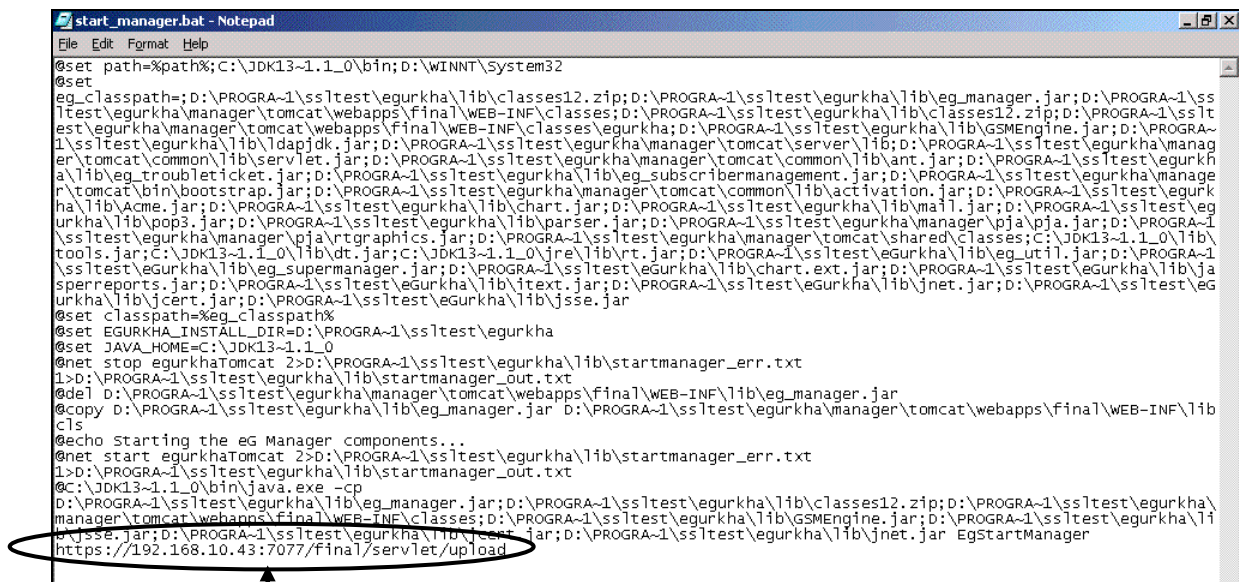 start_manager.bat - Notepad
File Edit Format Help
@set path=%path%;C:\JDK13~1.1_0\bin;D:\WINNT\System32
@set
eg_classpath=;D:\PROGRA~1\ssltest\egurkha\lib\classes12.zip;D:\PROGRA~1\ssltest\egurkha\lib\eg_manager.jar;D:\PROGRA~1\ss
ltest\egurkha\manager\tomcat\webapps\final\WEB-INF\classes;D:\PROGRA~1\ssltest\egurkha\lib\classes12.zip;D:\PROGRA~1\sslt
est\egurkha\manager\tomcat\webapps\final\WEB-INF\classes\egurkha;D:\PROGRA~1\ssltest\egurkha\lib\GSMEngine.jar;D:\PROGRA~
1\ssltest\egurkha\lib\ldapjdk.jar;D:\PROGRA~1\ssltest\egurkha\manager\tomcat\server\lib;D:\PROGRA~1\ssltest\egurkha\manag
er\tomcat\common\lib\servlet.jar;D:\PROGRA~1\ssltest\egurkha\manager\tomcat\common\lib\ant.jar;D:\PROGRA~1\ssltest\egurkh
a\lib\eg_troubleticket.jar;D:\PROGRA~1\ssltest\egurkha\lib\eg_subscribermanagement.jar;D:\PROGRA~1\ssltest\egurkha\manage
r\tomcat\bin\bootstrap.jar;D:\PROGRA~1\ssltest\egurkha\manager\tomcat\common\lib\activation.jar;D:\PROGRA~1\ssltest\egurk
ha\lib\Acme.jar;D:\PROGRA~1\ssltest\egurkha\lib\chart.jar;D:\PROGRA~1\ssltest\egurkha\lib\mail.jar;D:\PROGRA~1\ssltest\eg
urkha\lib\pop3.jar;D:\PROGRA~1\ssltest\egurkha\lib\parser.jar;D:\PROGRA~1\ssltest\egurkha\manager\pja\pja.jar;D:\PROGRA~1
\ssltest\egurkha\manager\pja\rtgraphics.jar;D:\PROGRA~1\ssltest\egurkha\manager\tomcat\shared\classes;C:\JDK13~1.1_0\lib\
tools.jar;C:\JDK13~1.1_0\lib\dt.jar;C:\JDK13~1.1_0\jre\lib\rt.jar;D:\PROGRA~1\ssltest\eGurkha\lib\eg_util.jar;D:\PROGRA~1
\ssltest\eGurkha\lib\eg_supermanager.jar;D:\PROGRA~1\ssltest\eGurkha\lib\chart.ext.jar;D:\PROGRA~1\ssltest\eGurkha\lib\ja
sperreports.jar;D:\PROGRA~1\ssltest\eGurkha\lib\itext.jar;D:\PROGRA~1\ssltest\eGurkha\lib\jnet.jar;D:\PROGRA~1\ssltest\eG
urkha\lib\jcert.jar;D:\PROGRA~1\ssltest\eGurkha\lib\jsse.jar
@set classpath=%eg_classpath%
@set EGURKHA_INSTALL_DIR=D:\PROGRA~1\ssltest\egurkha
@set JAVA_HOME=C:\JDK13~1.1_0
@net stop egurkhaTomcat 2>D:\PROGRA~1\ssltest\egurkha\lib\startmanager_err.txt
1>D:\PROGRA~1\ssltest\egurkha\lib\startmanager_out.txt
@del D:\PROGRA~1\ssltest\egurkha\manager\tomcat\webapps\final\WEB-INF\lib\eg_manager.jar
@copy D:\PROGRA~1\ssltest\egurkha\lib\eg_manager.jar D:\PROGRA~1\ssltest\egurkha\manager\tomcat\webapps\final\WEB-INF\lib
cls
@echo Starting the eG Manager components...
@net start egurkhaTomcat 2>D:\PROGRA~1\ssltest\egurkha\lib\startmanager_err.txt
1>D:\PROGRA~1\ssltest\egurkha\lib\startmanager_out.txt
@C:\JDK13~1.1_0\bin\java.exe -cp
D:\PROGRA~1\ssltest\egurkha\lib\eg_manager.jar;D:\PROGRA~1\ssltest\egurkha\lib\classes12.zip;D:\PROGRA~1\ssltest\egurkha\
manager\tomcat\webapps\final\WEB-INF\classes;D:\PROGRA~1\ssltest\egurkha\lib\GSMEngine.jar;D:\PROGRA~1\ssltest\egurkha\li
b\jsse.jar;D:\PROGRA~1\ssltest\egurkha\lib\jcert.jar;D:\PROGRA~1\ssltest\egurkha\lib\jnet.jar EgStartManager
https://192.168.10.43:7077/final/servlet/upload